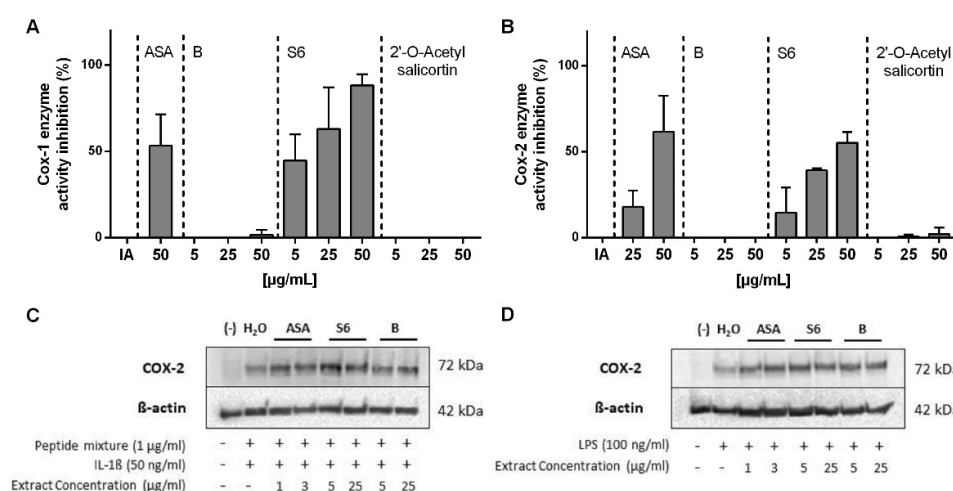 A
ASA B S6 2'-O-Acetyl
salicortin
Cox-1 enzyme
activity inhibition (%)
100
50
0
IA 50 5 25 50 5 25 50 5 25 50
[µg/mL]
B
ASA B S6 2'-O-Acetyl
salicortin
Cox-2 enzyme
activity inhibition (%)
100
50
0
IA 25 50 5 25 50 5 25 50 5 25 50
[µg/mL]
C
(-) H₂O ASA S6 B
COX-2 72 kDa
ß-actin 42 kDa
Peptide mixture (1 µg/ml) - + + + + + + +
IL-1ß (50 ng/ml) - + + + + + + +
Extract Concentration (µg/ml) - - 1 3 5 25 5 25
D
(-) H₂O ASA S6 B
COX-2 72 kDa
ß-actin 42 kDa
LPS (100 ng/ml) - + + + + + + +
Extract Concentration (µg/ml) - - 1 3 5 25 5 25